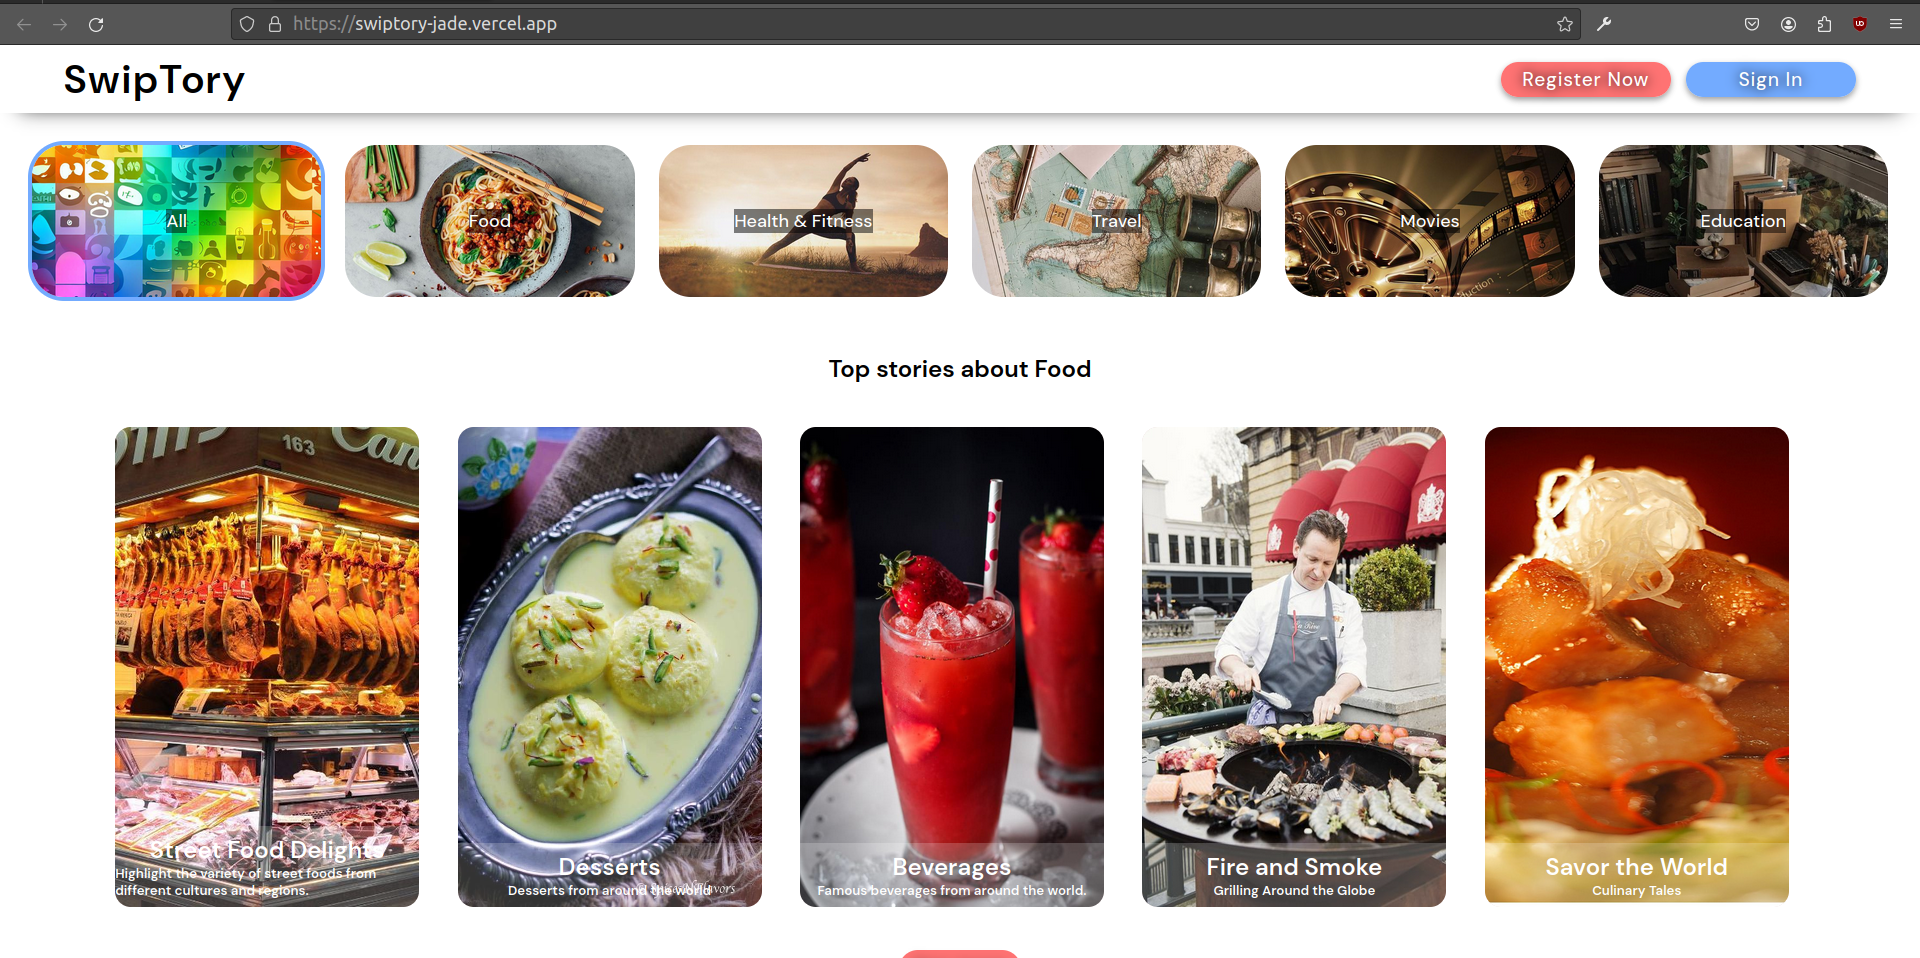 https://swiptory-jade.vercel.app
SwipTory
Register Now
Sign In
All
Food
Health & Fitness
Travel
Movies
Education
Top stories about Food
163
Can
Street Food Delights
Highlight the variety of street foods from
different cultures and regions.
Desserts
Desserts from around the world
Beverages
Famous beverages from around the world.
Fire and Smoke
Grilling Around the Globe
Savor the World
Culinary Tales